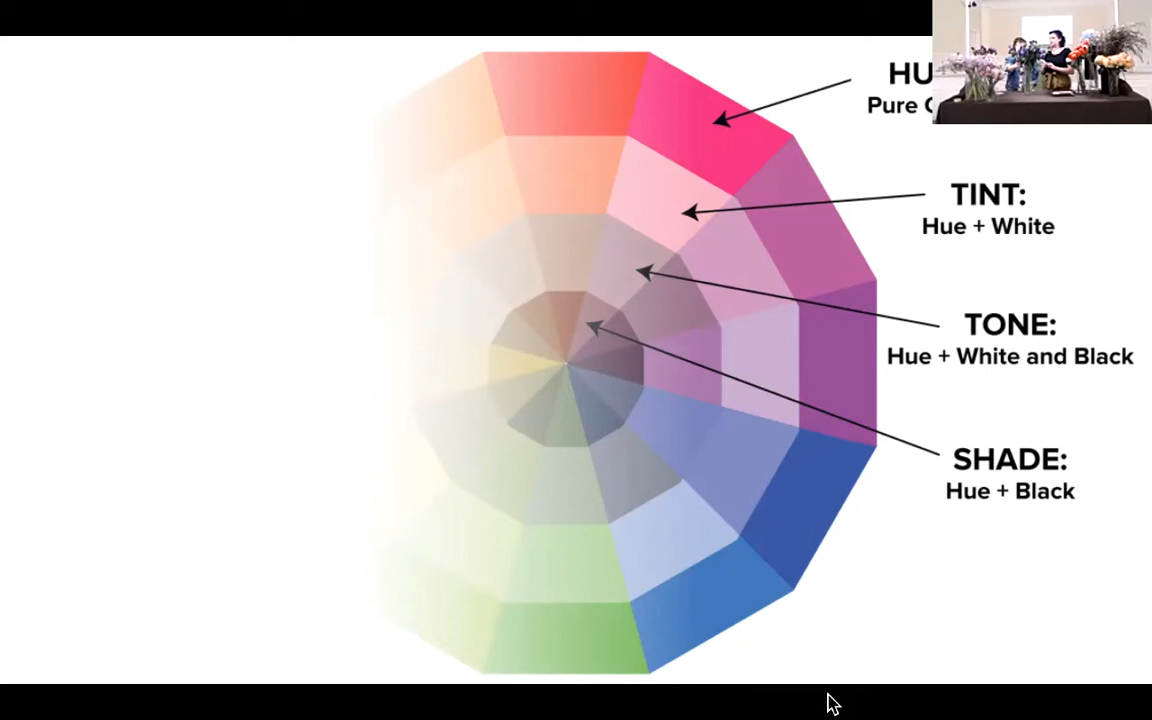 HU
Pure
TINT:
Hue + White
TONE:
Hue + White and Black
SHADE:
Hue + Black